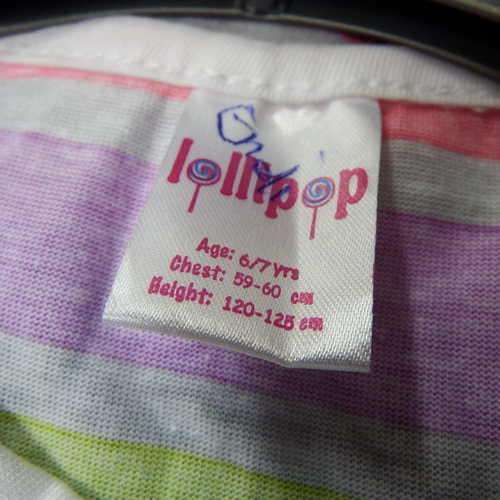 lollipop
Age: 6/7 Yrs
Chest: 59-60 cm
Height: 120-125 cm